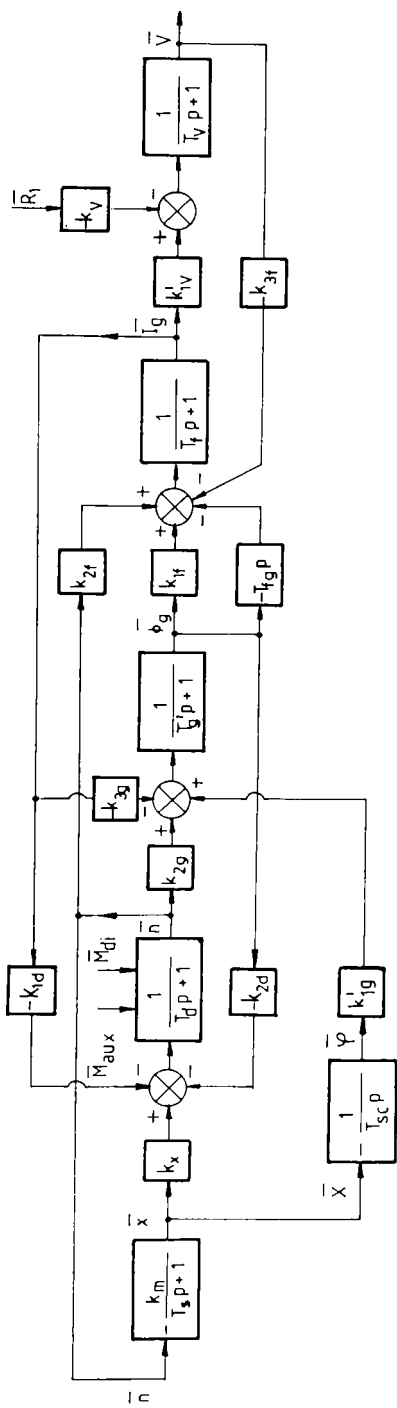 n̄
-
k_m
T_s p + 1
x̄
k_x
+
-
-
-k_1d
M̄_aux
M̄_di
1
T_d p + 1
n̄
k_2g
+
-
+
-k_3g
1
T'_g p + 1
ϕ̄_g
k_1f
k_2f
+
+
-
-
1
T_f p + 1
Ī_g
k'_1v
+
-
R̄_1
-k_v
1
T_v p + 1
V̄
k_3f
-T_fg p
-k_2d
X̄
-
1
T_sc p
φ̄
k'_1g